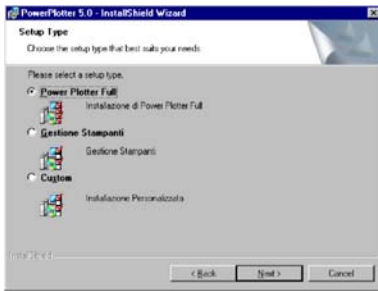 PowerPlotter 5.0 - InstallShield Wizard
Setup Type
Choose the setup type that best suits your needs.
Please select a setup type.
Power Plotter Full
Installazione di Power Plotter Full
Gestione Stampanti
Gestione Stampanti
Custom
Installazione Personalizzata
InstallShield
< Back
Next >
Cancel